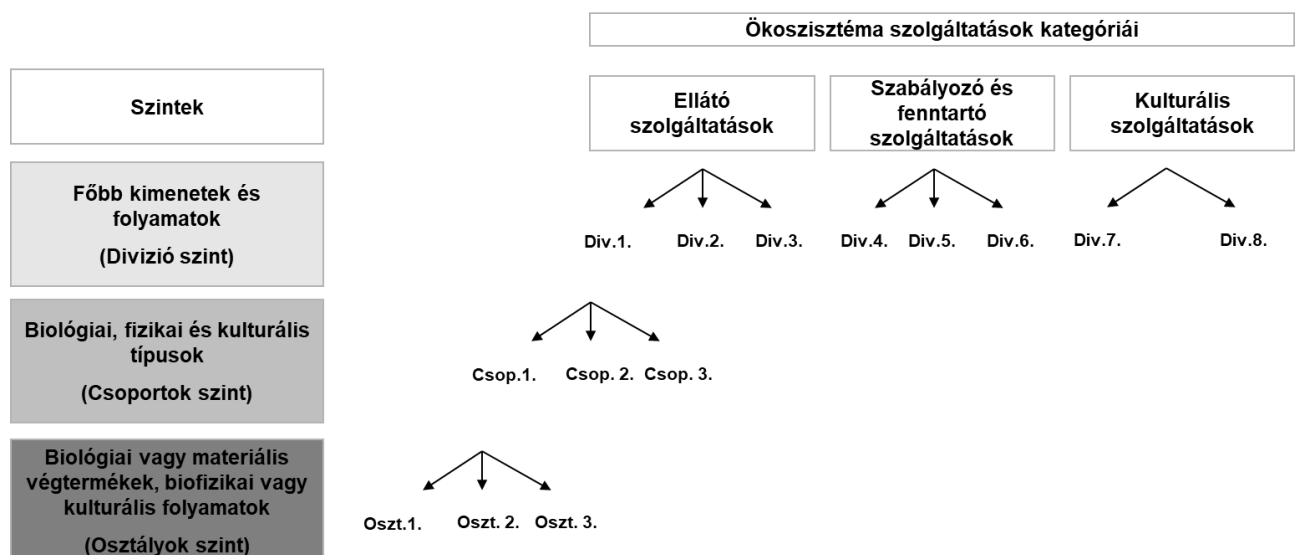 Ökoszisztéma szolgáltatások kategóriái
Szintek
Ellátó
szolgáltatások
Szabályozó és
fenntartó
szolgáltatások
Kulturális
szolgáltatások
Főbb kimenetek és
folyamatok
(Divizió szint)
Div.1. Div.2. Div.3. Div.4. Div.5. Div.6. Div.7. Div.8.
Biológiai, fizikai és kulturális
típusok
(Csoportok szint)
Csop.1. Csop. 2. Csop. 3.
Biológiai vagy materiális
végtermékek, biofizikai vagy
kulturális folyamatok
(Osztályok szint)
Oszt.1. Oszt. 2. Oszt. 3.